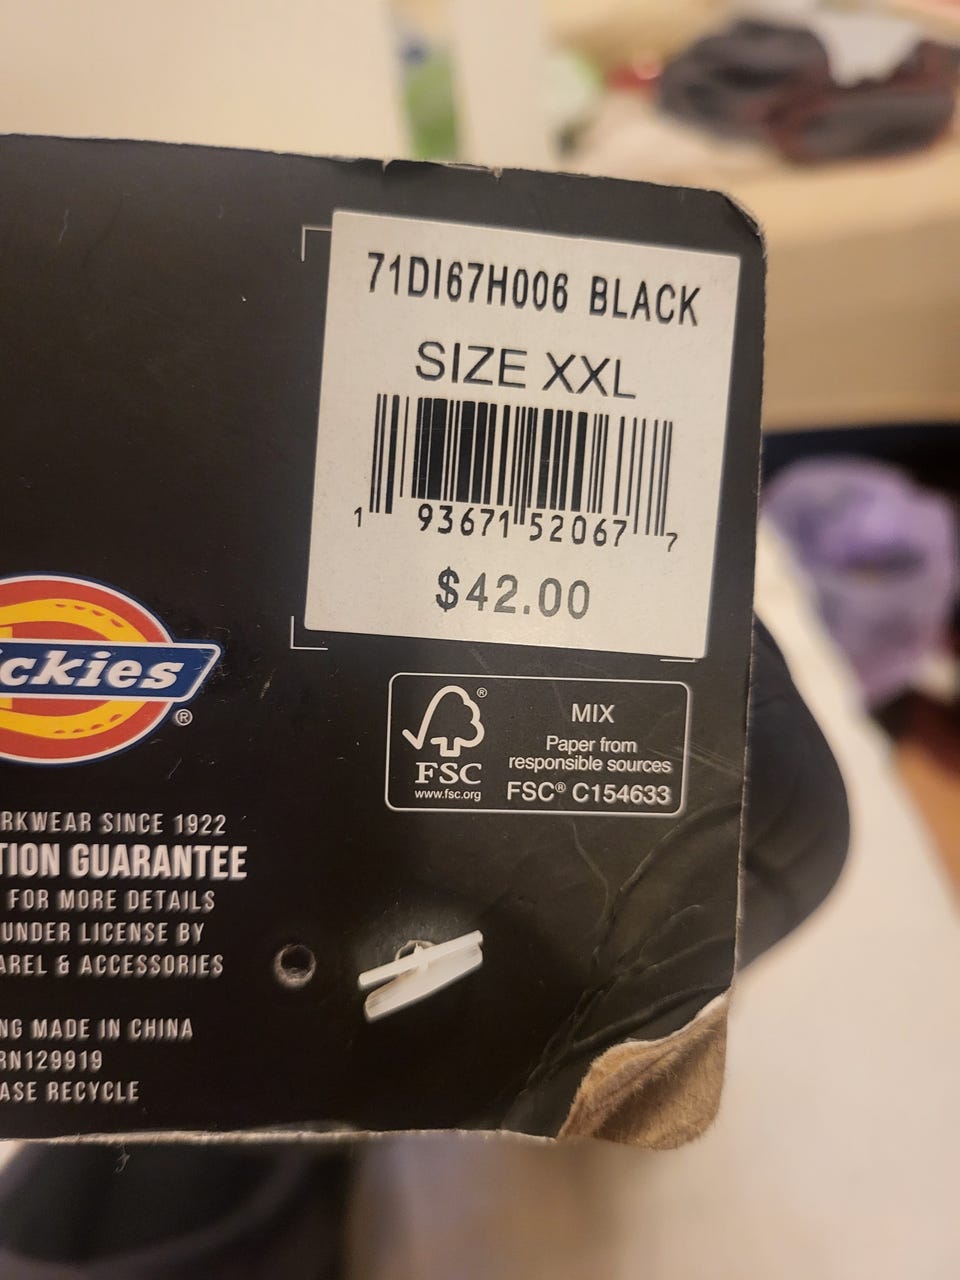 71DI67H006 BLACK
SIZE XXL
1 93671 52067 7
$42.00
ckies®
FSC®
www.fsc.org
MIX
Paper from
responsible sources
FSC® C154633
RKWEAR SINCE 1922
TION GUARANTEE
FOR MORE DETAILS
UNDER LICENSE BY
AREL & ACCESSORIES
NG MADE IN CHINA
RN129919
ASE RECYCLE